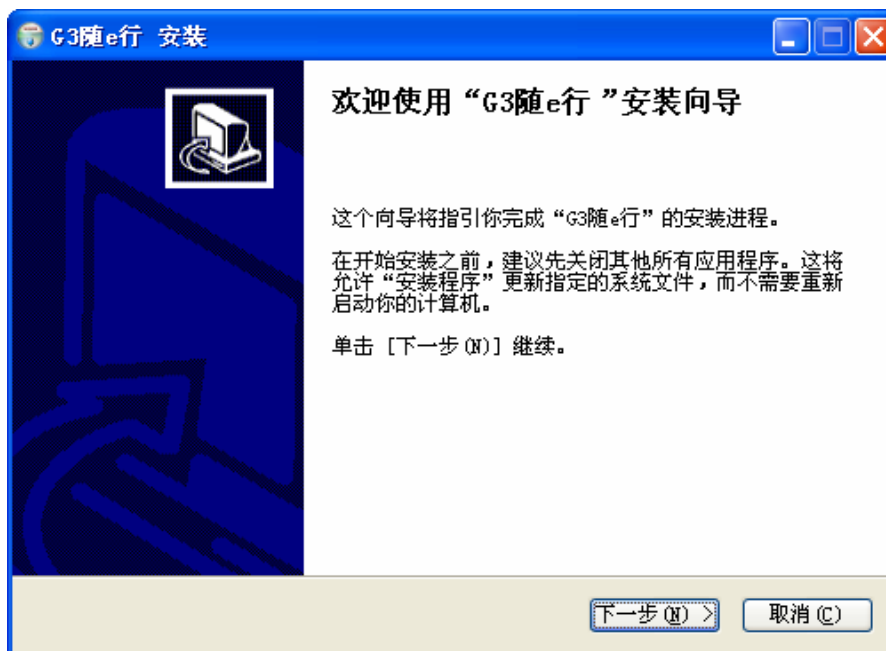 G3随e行 安装
欢迎使用“G3随e行 ”安装向导
这个向导将指引你完成“G3随e行”的安装进程。
在开始安装之前，建议先关闭其他所有应用程序。这将
允许“安装程序”更新指定的系统文件，而不需要重新
启动你的计算机。
单击 [下一步(N)] 继续。
下一步(N) >
取消(C)